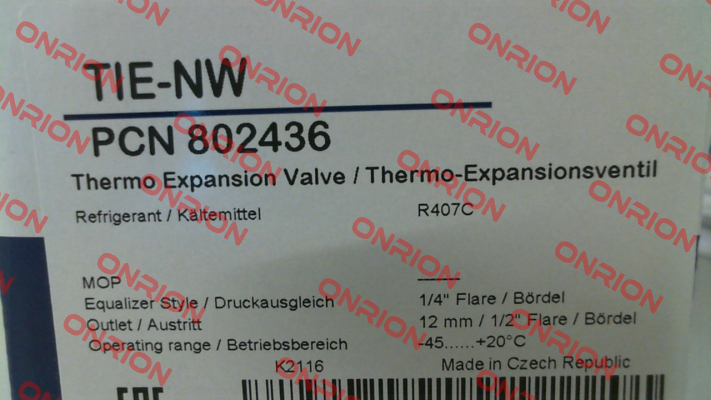 TIE-NW
PCN 802436
Thermo Expansion Valve / Thermo-Expansionsventil
Refrigerant / Kältemittel R407C
MOP ------
Equalizer Style / Druckausgleich 1/4" Flare / Bördel
Outlet / Austritt 12 mm / 1/2" Flare / Bördel
Operating range / Betriebsbereich -45......+20°C
K2116 Made in Czech Republic
EAC
ONRION